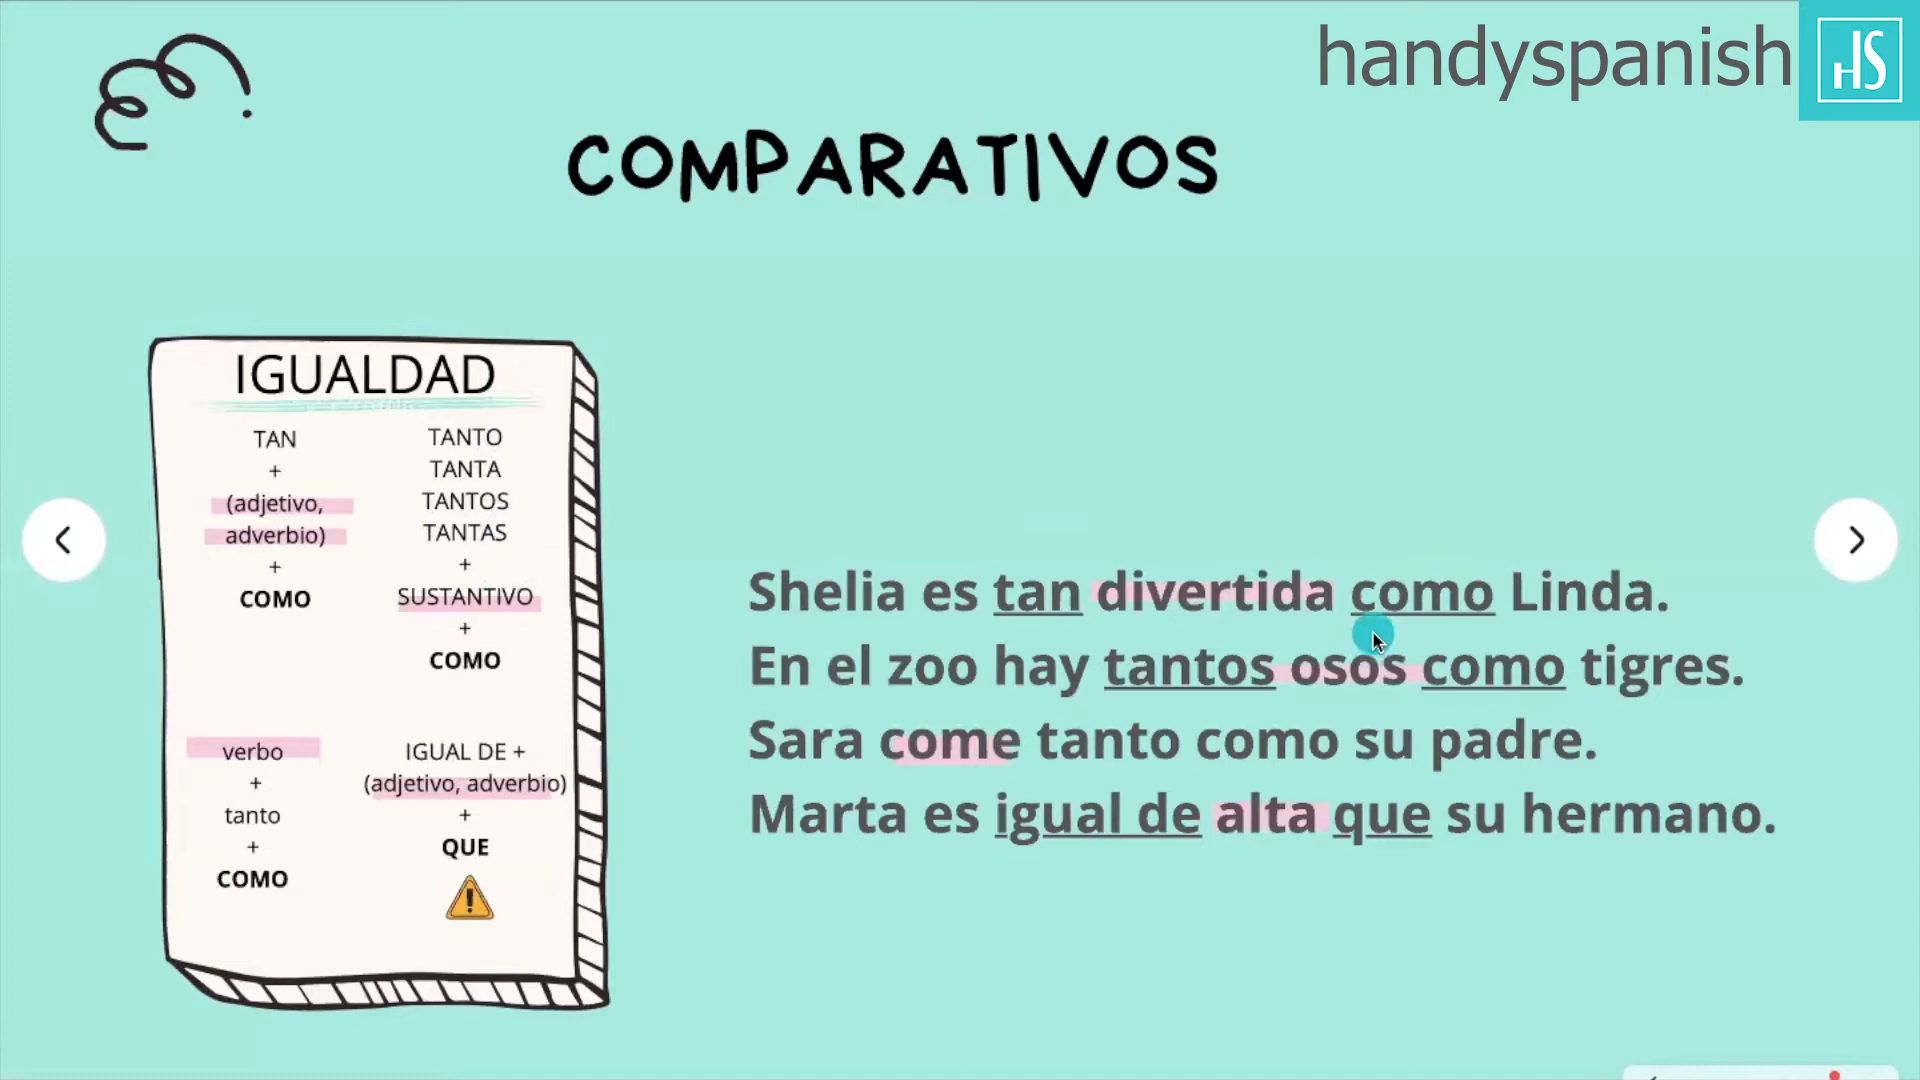 handyspanish
HS
COMPARATIVOS
IGUALDAD
TAN
+
(adjetivo,
adverbio)
+
COMO
TANTO
TANTA
TANTOS
TANTAS
+
SUSTANTIVO
+
COMO
verbo
+
tanto
+
COMO
IGUAL DE +
(adjetivo, adverbio)
+
QUE
Shelia es tan divertida como Linda.
En el zoo hay tantos osos como tigres.
Sara come tanto como su padre.
Marta es igual de alta que su hermano.